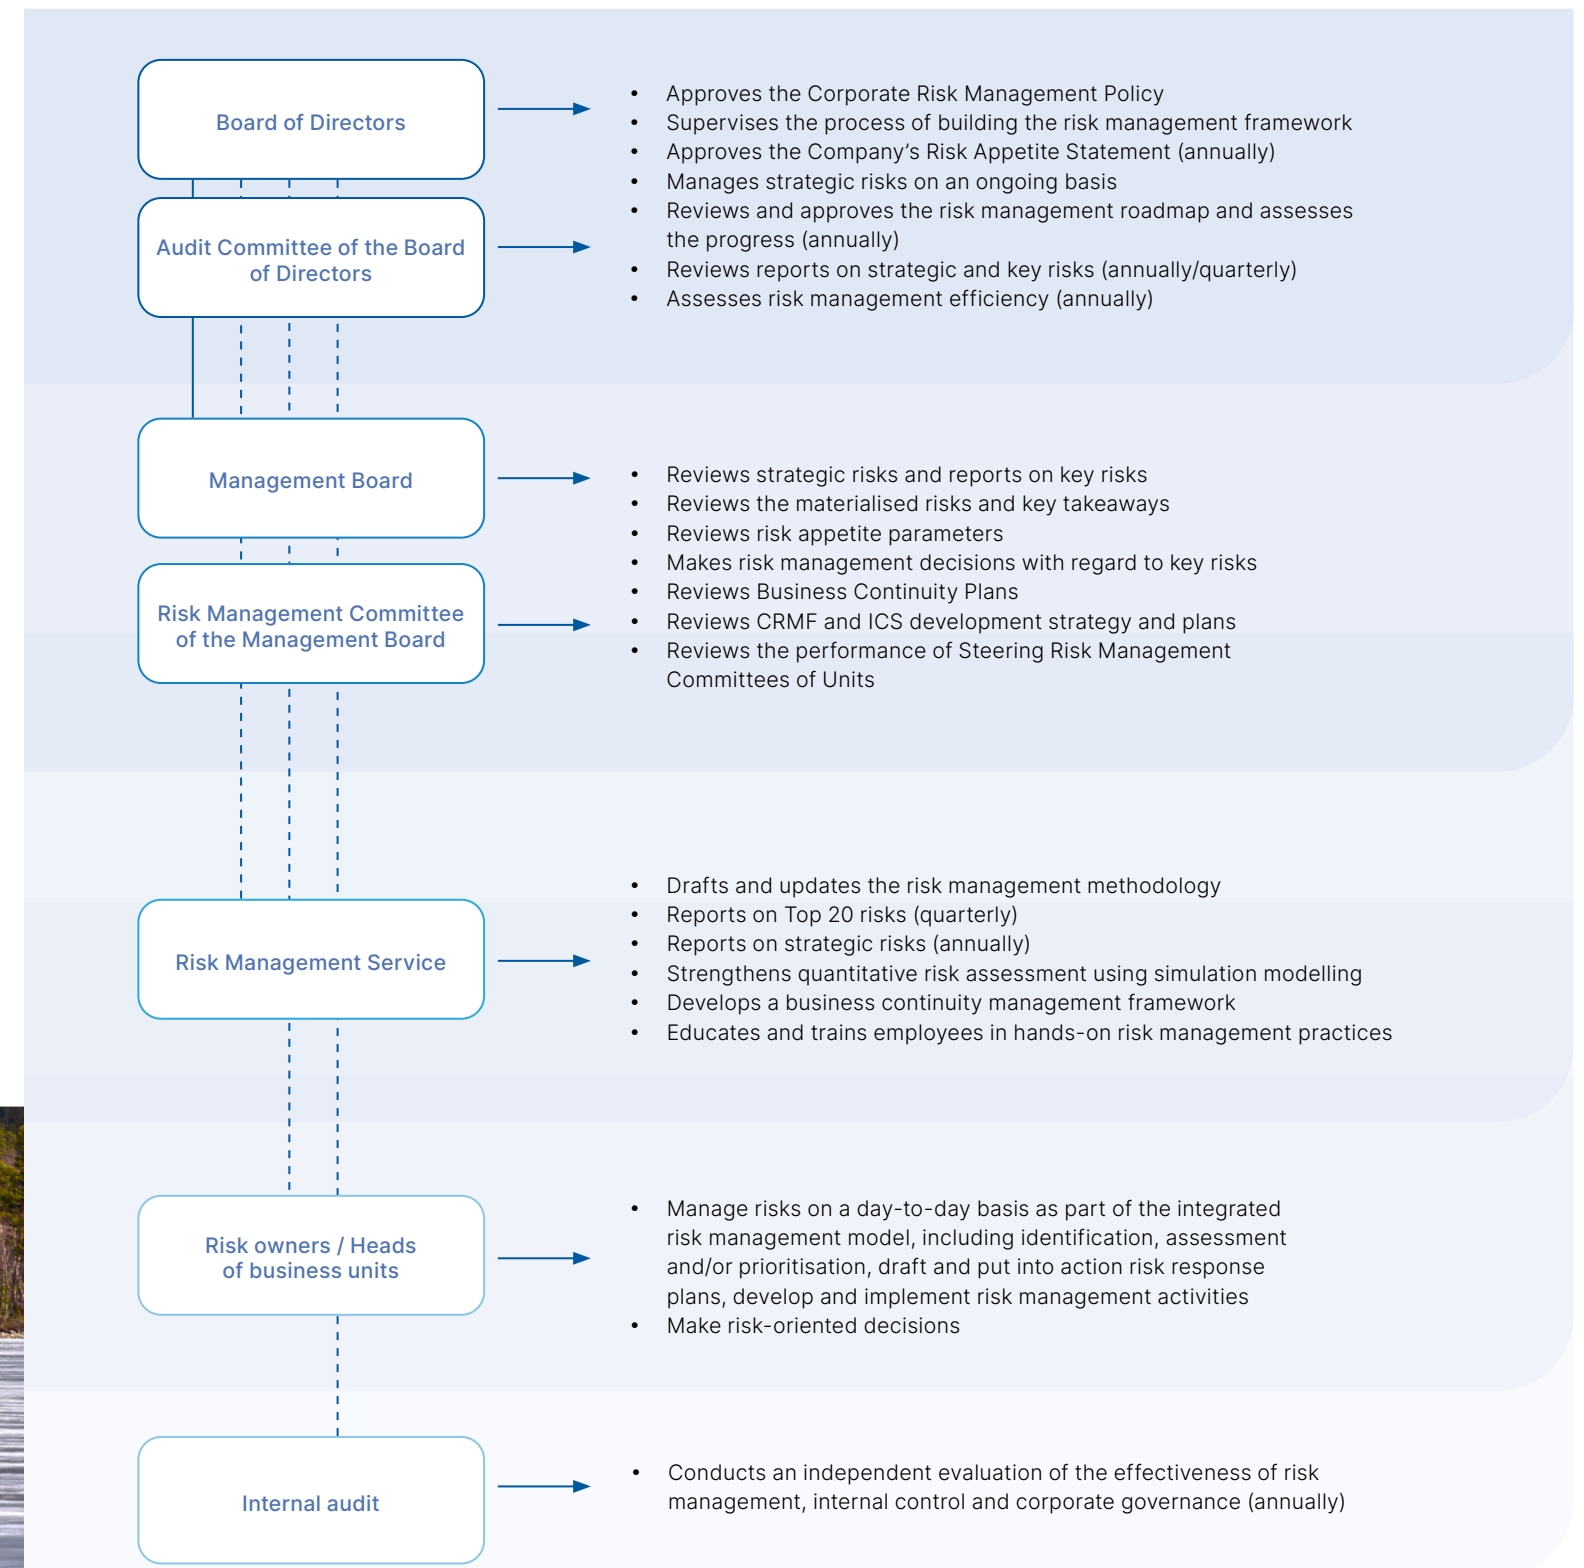 Board of Directors
Audit Committee of the Board
of Directors
• Approves the Corporate Risk Management Policy
• Supervises the process of building the risk management framework
• Approves the Company’s Risk Appetite Statement (annually)
• Manages strategic risks on an ongoing basis
• Reviews and approves the risk management roadmap and assesses
the progress (annually)
• Reviews reports on strategic and key risks (annually/quarterly)
• Assesses risk management efficiency (annually)
Management Board
Risk Management Committee
of the Management Board
• Reviews strategic risks and reports on key risks
• Reviews the materialised risks and key takeaways
• Reviews risk appetite parameters
• Makes risk management decisions with regard to key risks
• Reviews Business Continuity Plans
• Reviews CRMF and ICS development strategy and plans
• Reviews the performance of Steering Risk Management
Committees of Units
Risk Management Service
• Drafts and updates the risk management methodology
• Reports on Top 20 risks (quarterly)
• Reports on strategic risks (annually)
• Strengthens quantitative risk assessment using simulation modelling
• Develops a business continuity management framework
• Educates and trains employees in hands-on risk management practices
Risk owners / Heads
of business units
• Manage risks on a day-to-day basis as part of the integrated
risk management model, including identification, assessment
and/or prioritisation, draft and put into action risk response
plans, develop and implement risk management activities
• Make risk-oriented decisions
Internal audit
• Conducts an independent evaluation of the effectiveness of risk
management, internal control and corporate governance (annually)